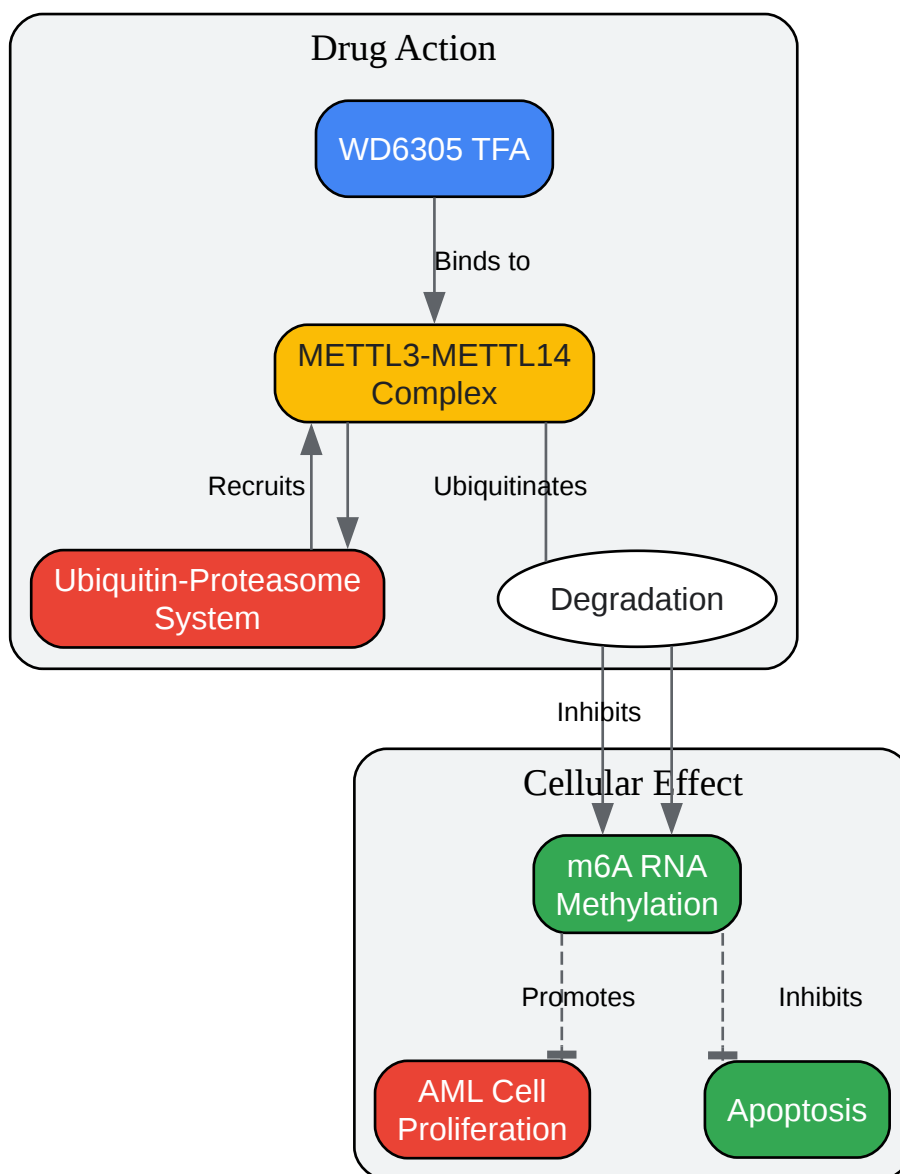 Drug Action
WD6305 TFA
Binds to
METTL3-METTL14
Complex
Recruits
Ubiquitinates
Ubiquitin-Proteasome
System
Degradation
Inhibits
Cellular Effect
m6A RNA
Methylation
Promotes
Inhibits
AML Cell
Proliferation
Apoptosis